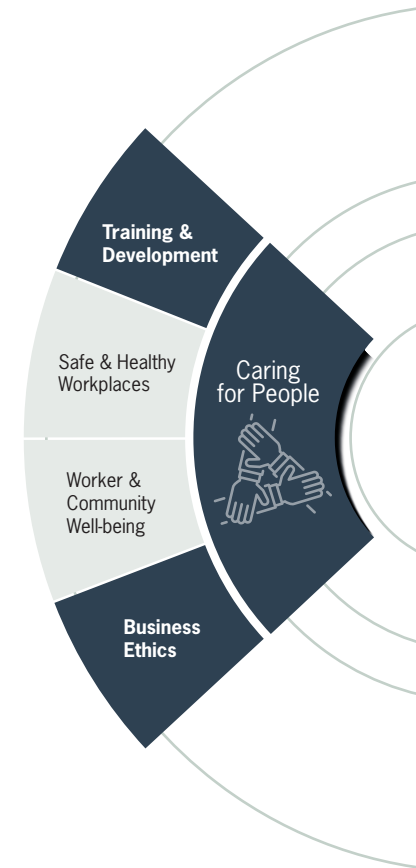 Training &
Development
Safe & Healthy
Workplaces
Caring
for People
Worker &
Community
Well-being
Business
Ethics